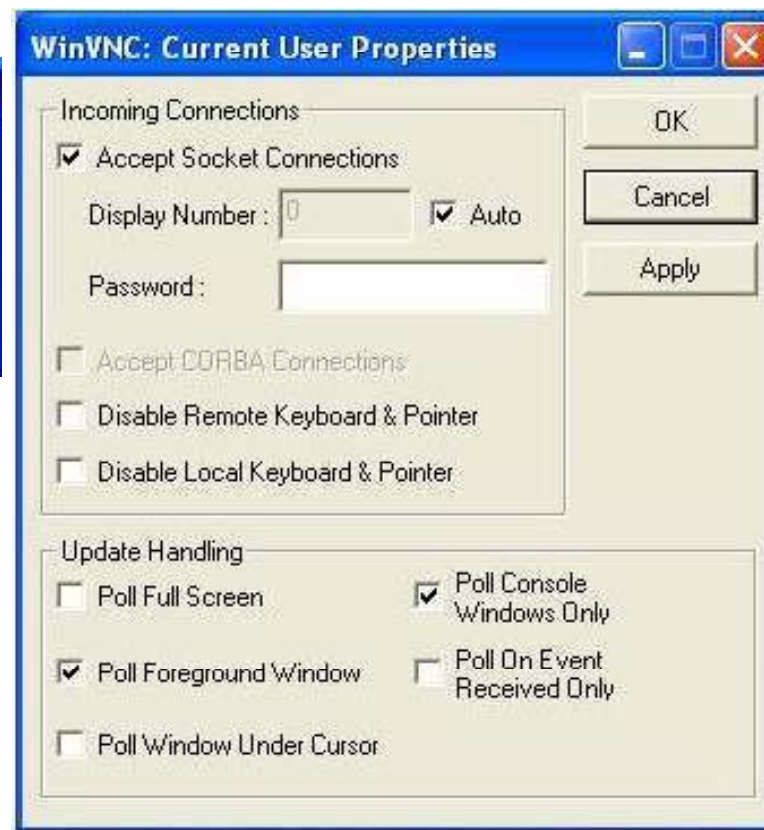 WinVNC: Current User Properties
Incoming Connections
OK
Accept Socket Connections
Display Number : 0
Auto
Cancel
Password :
Apply
Accept CORBA Connections
Disable Remote Keyboard & Pointer
Disable Local Keyboard & Pointer
Update Handling
Poll Full Screen
Poll Console
Windows Only
Poll Foreground Window
Poll On Event
Received Only
Poll Window Under Cursor